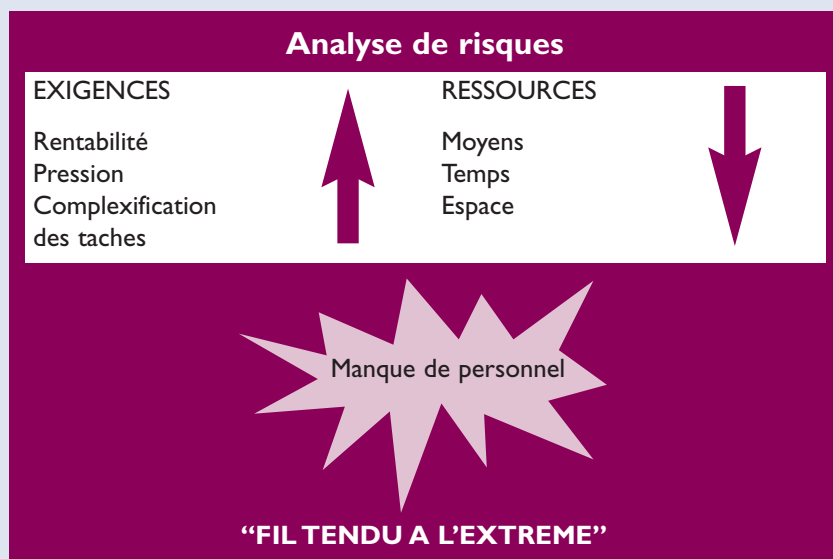 Analyse de risques
EXIGENCES
Rentabilité
Pression
Complexification
des taches
RESSOURCES
Moyens
Temps
Espace
Manque de personnel
“FIL TENDU A L’EXTREME”